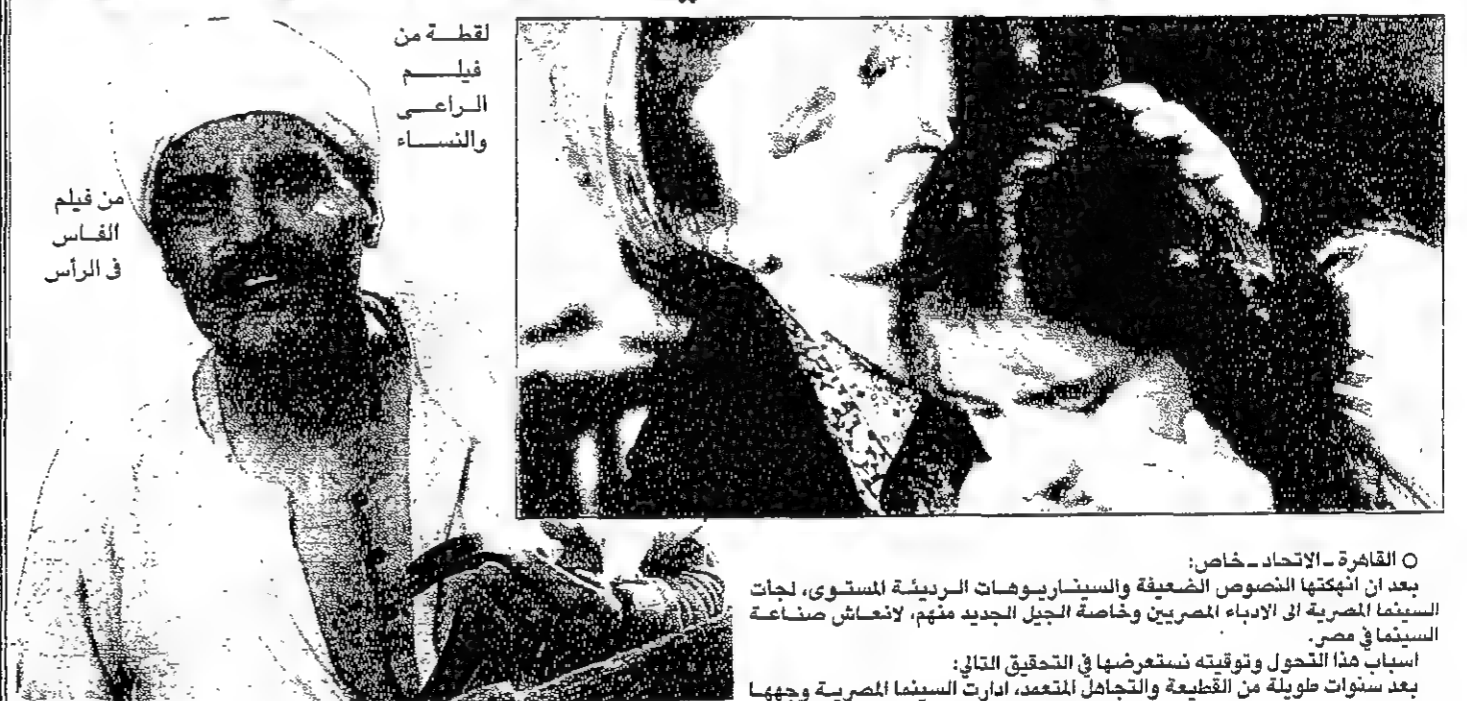 لقطة من
فيلم
الراعى
والنساء
من فيلم
الفاس
فى الرأس
O القاهرة - الاتحاد - خاص:
بعد ان انهكتها النصوص الضعيفة والسيناريوهات الرديئة المستوى، لجأت
السينما المصرية الى الادباء المصريين وخاصة الجيل الجديد منهم، لانعاش صناعة
السينما في مصر.
اسباب هذا التحول وتوقيته نستعرضها في التحقيق التالي:
بعد سنوات طويلة من القطيعة والتجاهل المتعمد، ادارت السينما المصرية وجهها